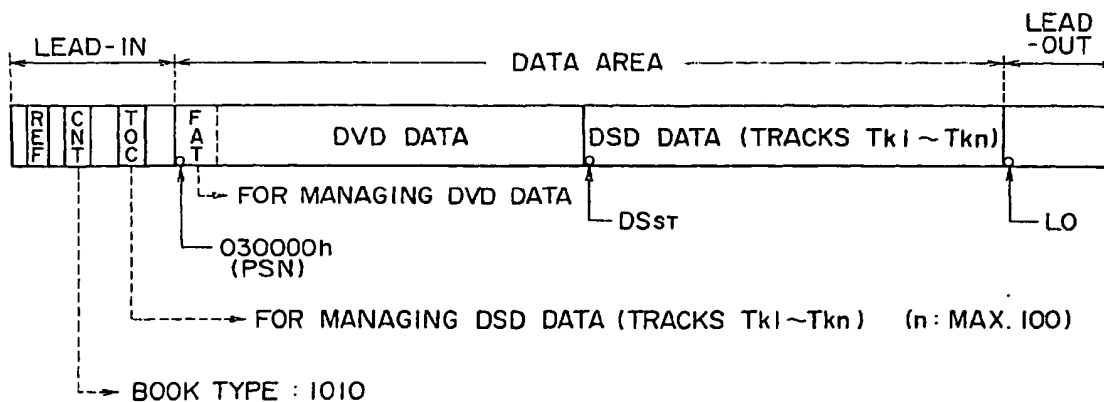 LEAD-IN
DATA AREA
LEAD
-OUT
REF
CNT
TOC
FAT
DVD DATA
DSD DATA (TRACKS Tk1~Tkn)
FOR MANAGING DVD DATA
DSST
LO
030000h
(PSN)
FOR MANAGING DSD DATA (TRACKS Tk1~Tkn) (n: MAX. 100)
BOOK TYPE : 1010